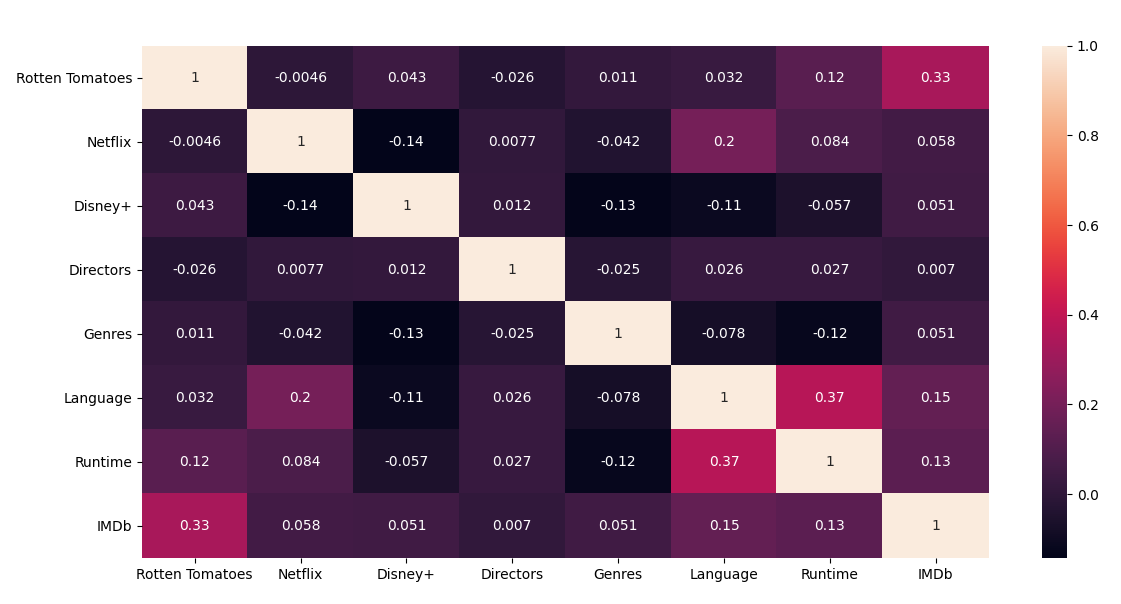 Rotten Tomatoes 1 -0.0046 0.043 -0.026 0.011 0.032 0.12 0.33
Netflix -0.0046 1 -0.14 0.0077 -0.042 0.2 0.084 0.058
Disney+ 0.043 -0.14 1 0.012 -0.13 -0.11 -0.057 0.051
Directors -0.026 0.0077 0.012 1 -0.025 0.026 0.027 0.007
Genres 0.011 -0.042 -0.13 -0.025 1 -0.078 -0.12 0.051
Language 0.032 0.2 -0.11 0.026 -0.078 1 0.37 0.15
Runtime 0.12 0.084 -0.057 0.027 -0.12 0.37 1 0.13
IMDb 0.33 0.058 0.051 0.007 0.051 0.15 0.13 1
Rotten Tomatoes Netflix Disney+ Directors Genres Language Runtime IMDb
1.0
0.8
0.6
0.4
0.2
0.0